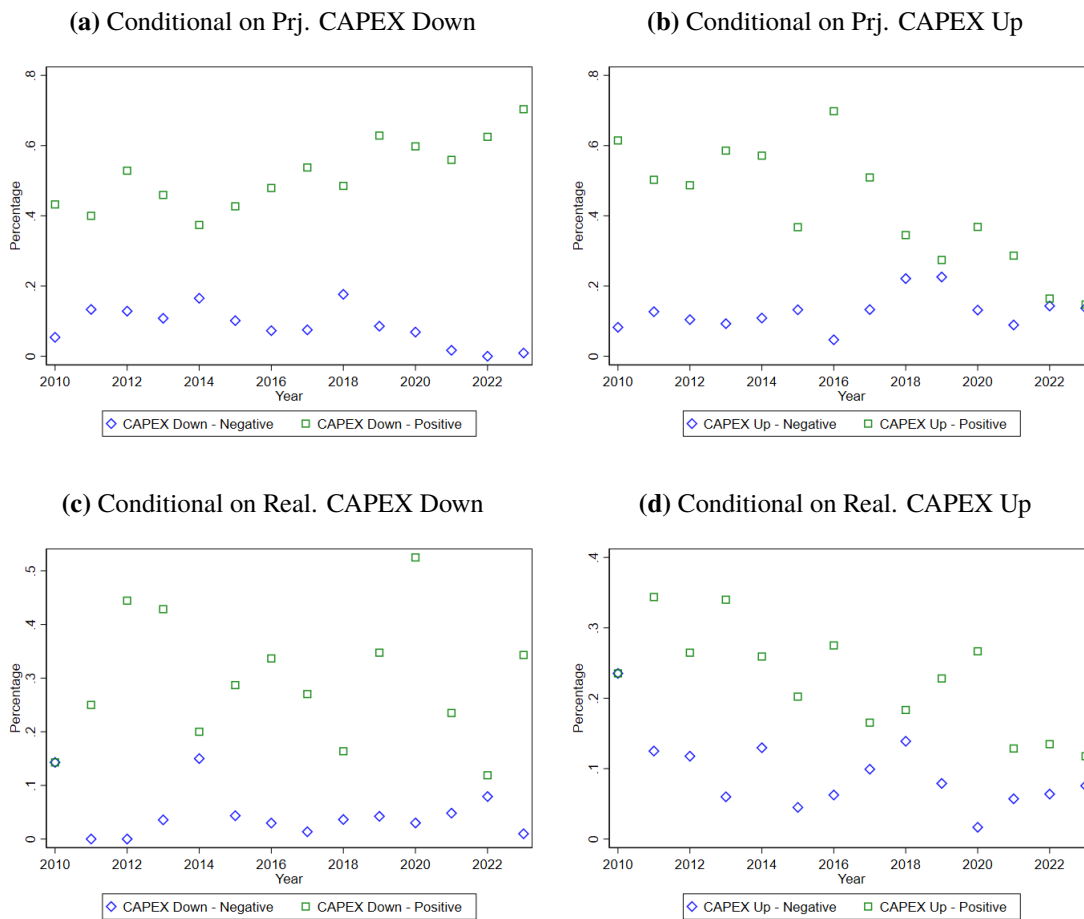 (a) Conditional on Prj. CAPEX Down
Percentage
.8
.6
.4
.2
0
2010 2012 2014 2016 2018 2020 2022
Year
CAPEX Down - Negative CAPEX Down - Positive
(b) Conditional on Prj. CAPEX Up
Percentage
.8
.6
.4
.2
0
2010 2012 2014 2016 2018 2020 2022
Year
CAPEX Up - Negative CAPEX Up - Positive
(c) Conditional on Real. CAPEX Down
Percentage
.5
.4
.3
.2
.1
0
2010 2012 2014 2016 2018 2020 2022
Year
CAPEX Down - Negative CAPEX Down - Positive
(d) Conditional on Real. CAPEX Up
Percentage
.4
.3
.2
.1
0
2010 2012 2014 2016 2018 2020 2022
Year
CAPEX Up - Negative CAPEX Up - Positive